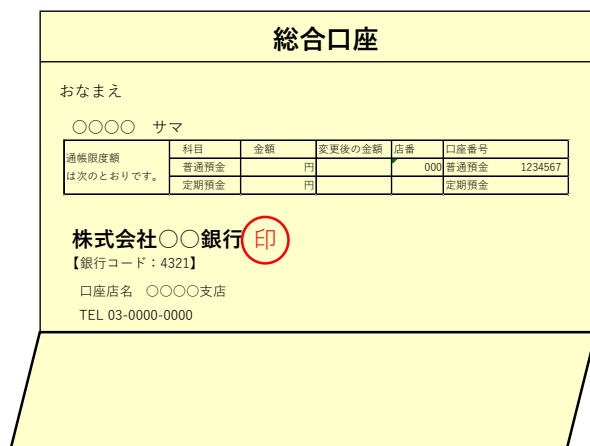 総合口座
おなまえ
○○○○ サマ
通帳限度額
は次のとおりです。
科目 金額 変更後の金額 店番 口座番号
普通預金 円 000 普通預金 1234567
定期預金 円 定期預金
株式会社○○銀行 印
【銀行コード：4321】
口座店名 ○○○○支店
TEL 03-0000-0000